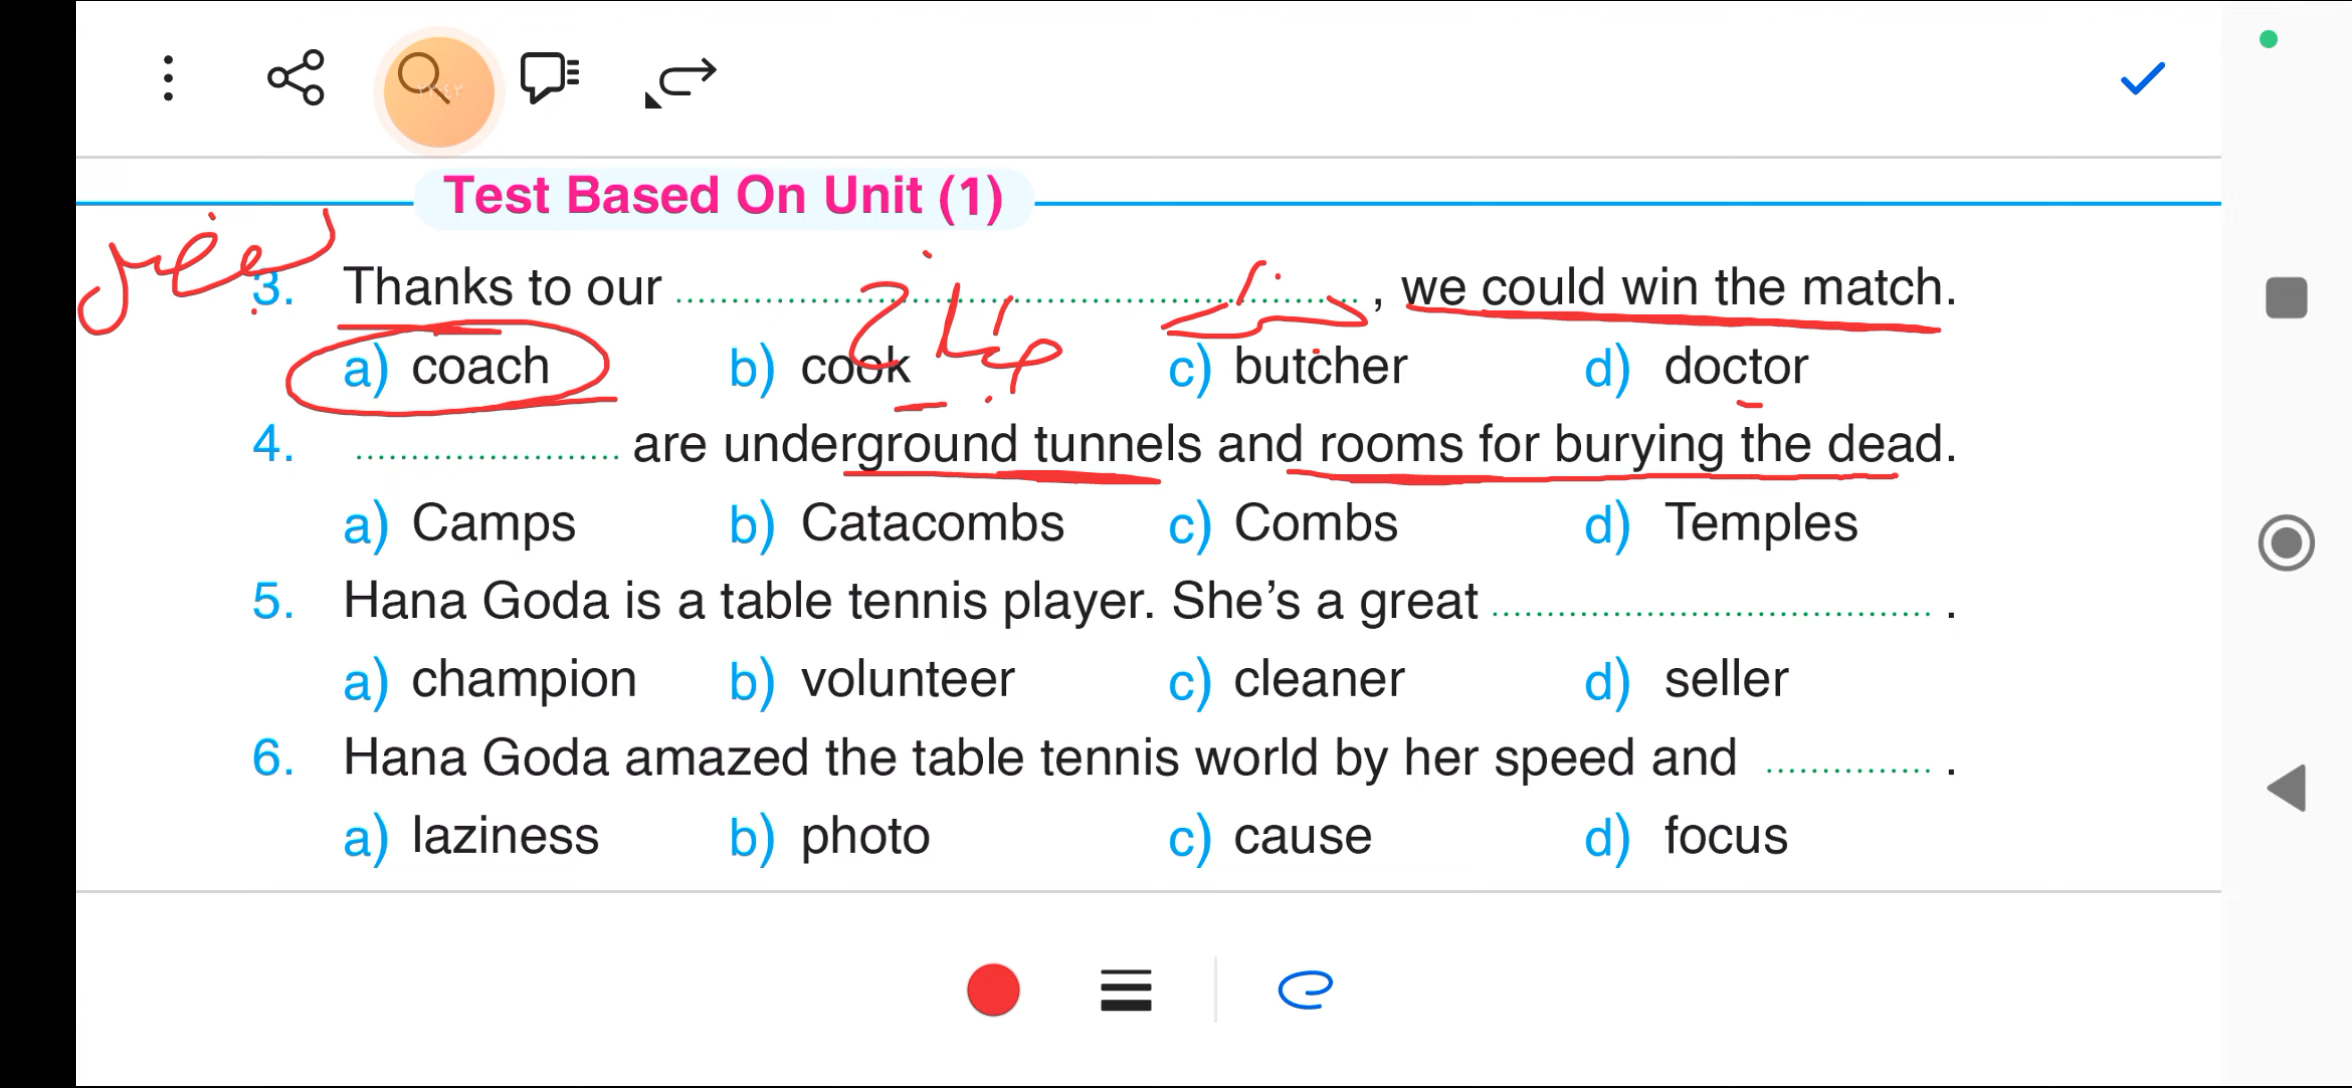 Test Based On Unit (1)
بفضل
3. Thanks to our .............................. , we could win the match.
طباخ
جزار
a) coach b) cook c) butcher d) doctor
4. .............................. are underground tunnels and rooms for burying the dead.
a) Camps b) Catacombs c) Combs d) Temples
5. Hana Goda is a table tennis player. She’s a great .............................. .
a) champion b) volunteer c) cleaner d) seller
6. Hana Goda amazed the table tennis world by her speed and ............... .
a) laziness b) photo c) cause d) focus